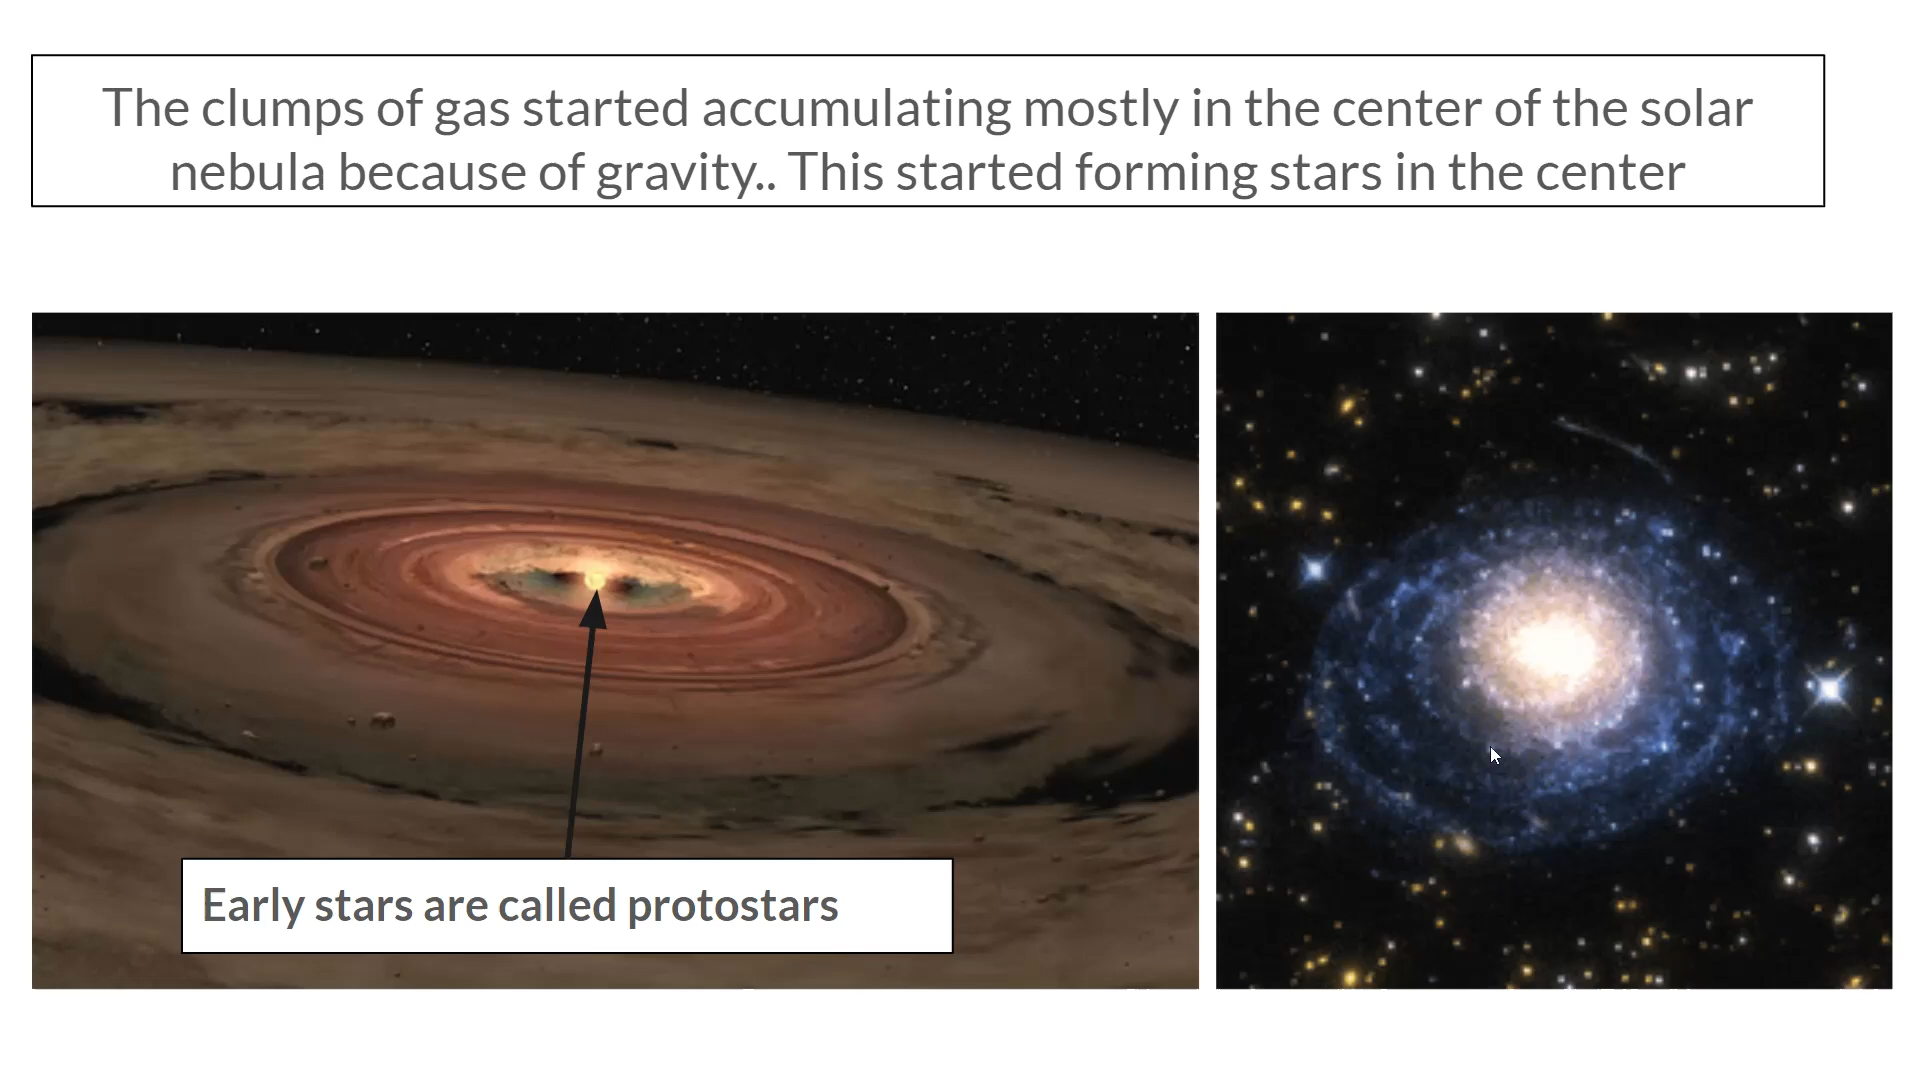 The clumps of gas started accumulating mostly in the center of the solar
nebula because of gravity.. This started forming stars in the center
Early stars are called protostars